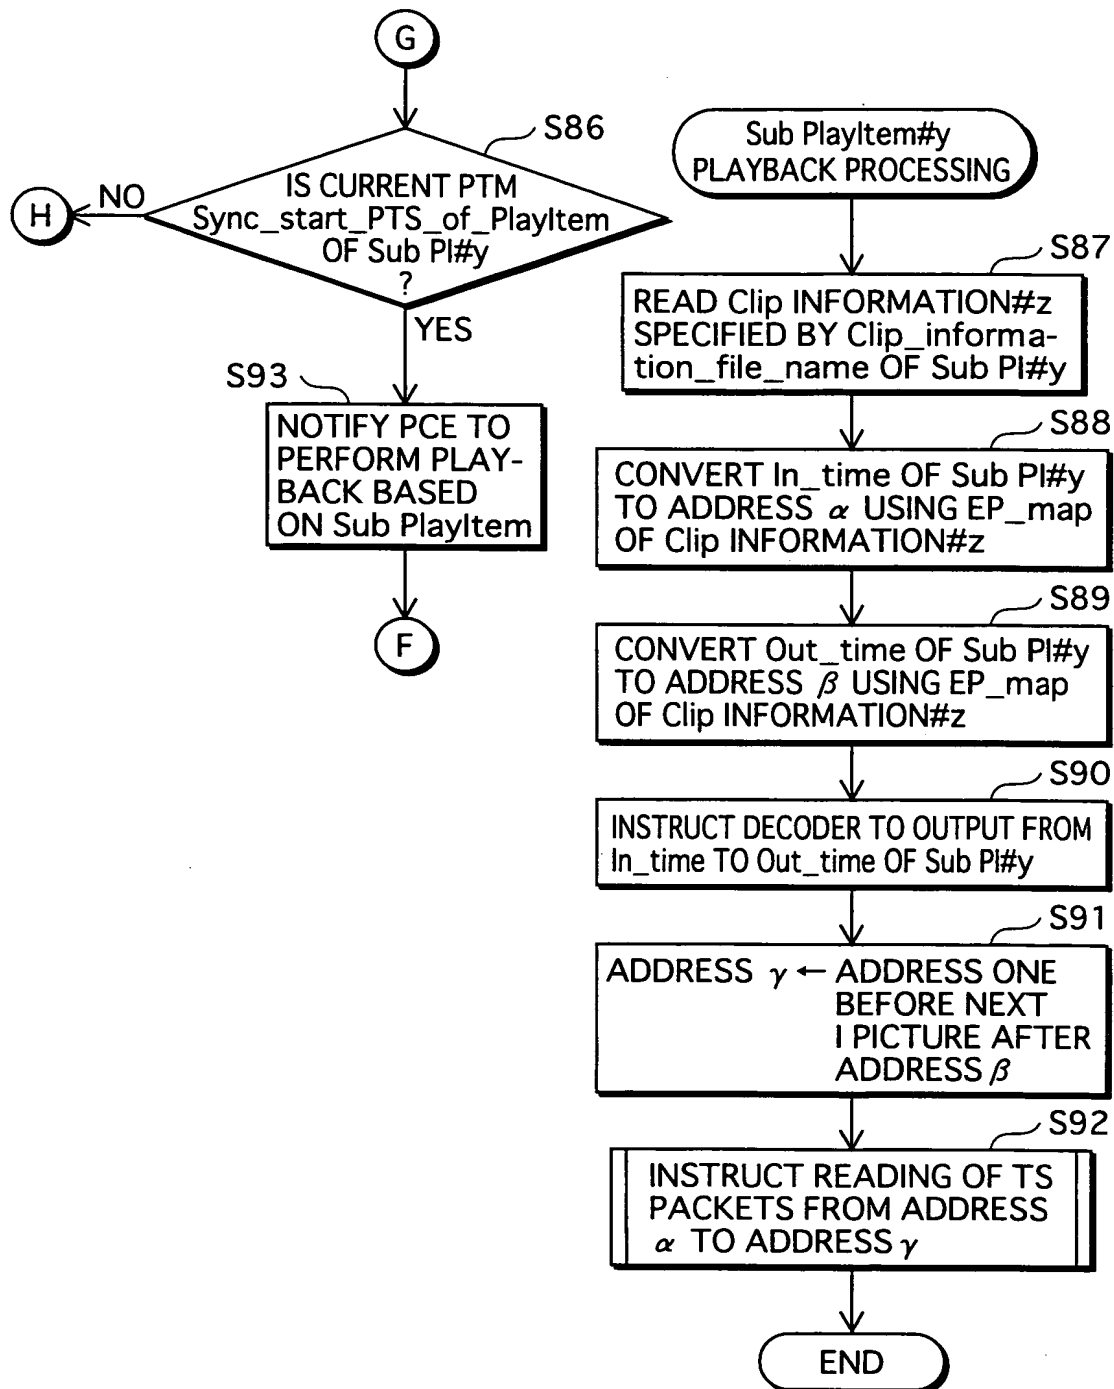 G
S86
IS CURRENT PTM
Sync_start_PTS_of_PlayItem
OF Sub PI#y
?
NO
H
YES
S93
NOTIFY PCE TO
PERFORM PLAY-
BACK BASED
ON Sub PlayItem
F
Sub PlayItem#y
PLAYBACK PROCESSING
S87
READ Clip INFORMATION#z
SPECIFIED BY Clip_informa-
tion_file_name OF Sub PI#y
S88
CONVERT In_time OF Sub PI#y
TO ADDRESS α USING EP_map
OF Clip INFORMATION#z
S89
CONVERT Out_time OF Sub PI#y
TO ADDRESS β USING EP_map
OF Clip INFORMATION#z
S90
INSTRUCT DECODER TO OUTPUT FROM
In_time TO Out_time OF Sub PI#y
S91
ADDRESS γ ← ADDRESS ONE
BEFORE NEXT
I PICTURE AFTER
ADDRESS β
S92
INSTRUCT READING OF TS
PACKETS FROM ADDRESS
α TO ADDRESS γ
END